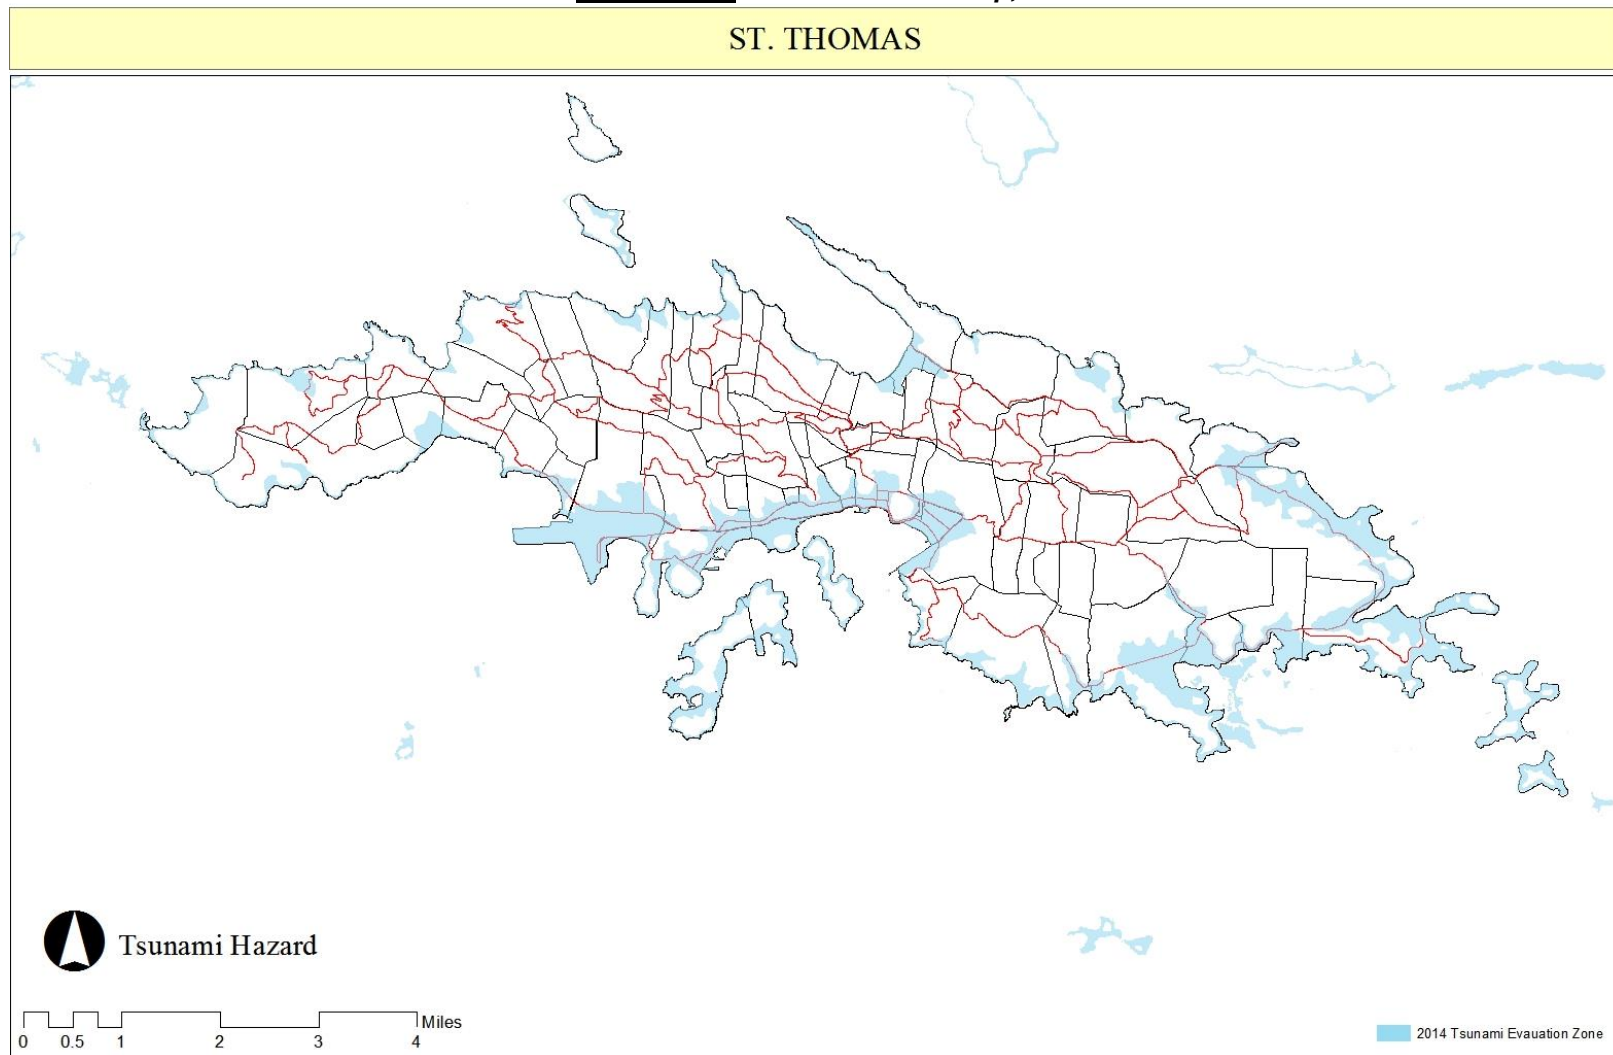 ST. THOMAS
Tsunami Hazard
Miles
0 0.5 1 2 3 4
2014 Tsunami Evauation Zone